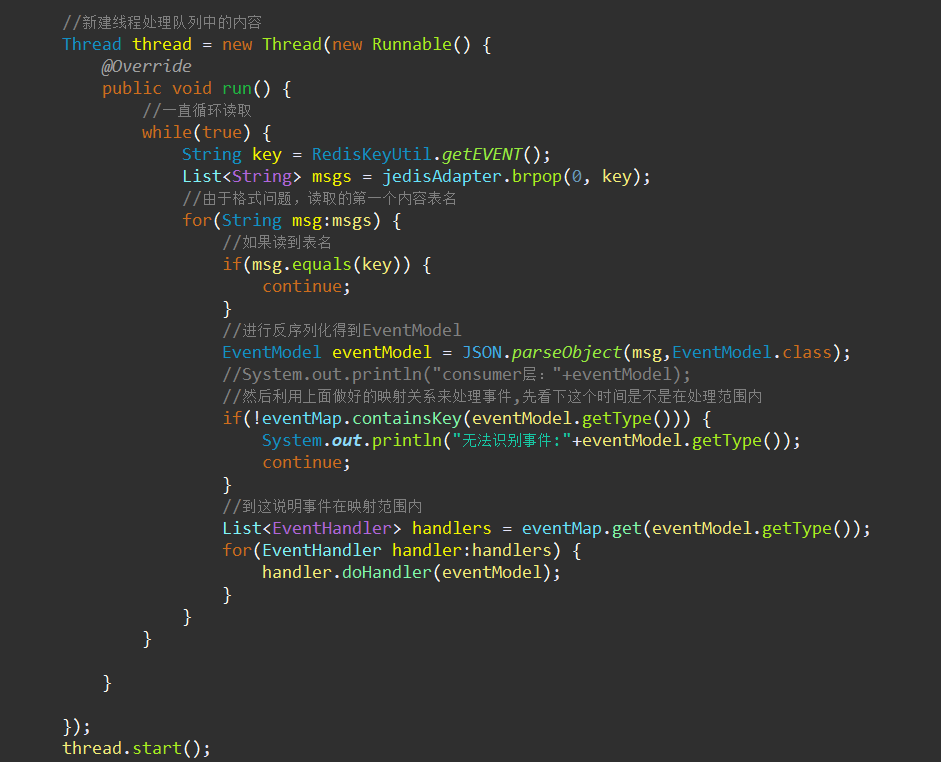 //新建线程处理队列中的内容
Thread thread = new Thread(new Runnable() {
@Override
public void run() {
//一直循环读取
while(true) {
String key = RedisKeyUtil.getEVENT();
List<String> msgs = jedisAdapter.brpop(0, key);
//由于格式问题，读取的第一个内容表名
for(String msg:msgs) {
//如果读到表名
if(msg.equals(key)) {
continue;
}
//进行反序列化得到EventModel
EventModel eventModel = JSON.parseObject(msg,EventModel.class);
//System.out.println("consumer层："+eventModel);
//然后利用上面做好的映射关系来处理事件,先看下这个时间是不是在处理范围内
if(!eventMap.containsKey(eventModel.getType())) {
System.out.println("无法识别事件:"+eventModel.getType());
continue;
}
//到这说明事件在映射范围内
List<EventHandler> handlers = eventMap.get(eventModel.getType());
for(EventHandler handler:handlers) {
handler.doHandler(eventModel);
}
}
}
}
});
thread.start();